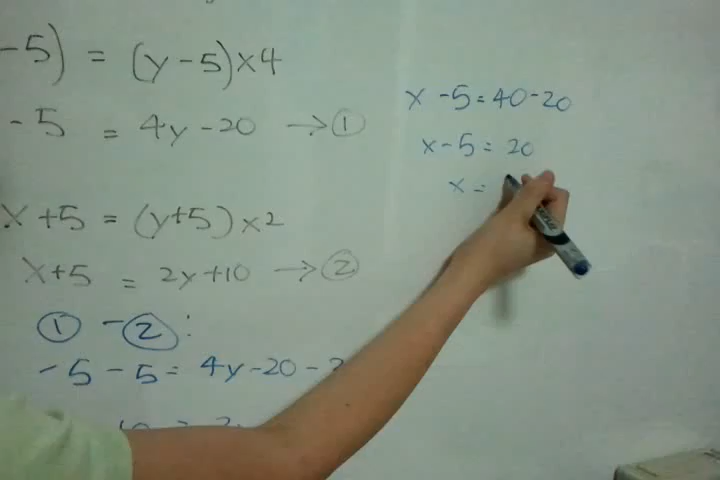 -5) = (y-5)x4
-5 = 4y-20 → ①
x+5 = (y+5)x2
x+5 = 2y+10 → ②
① - ② :
-5-5 = 4y-20-
x-5=40-20
x-5=20
x=